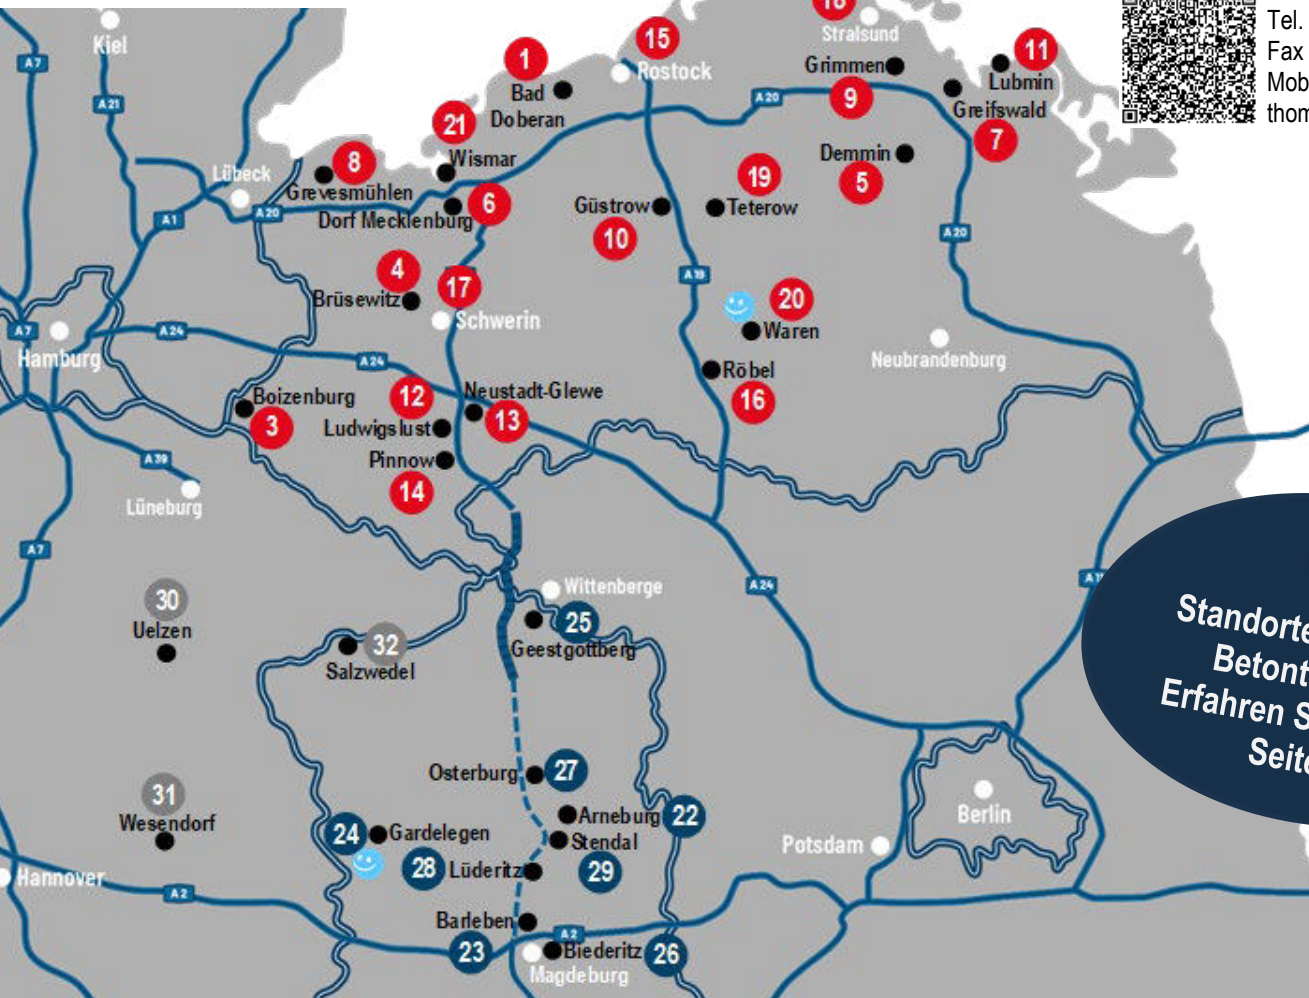 18
Stralsund
Tel.
Fax
Mob
thom
Kiel
15
Rostock
1
Bad
Doberan
Grimmen
9
11
Lubmin
Greifswald
7
A7
A21
A20
21
Wismar
8
Grevesmühlen
Lübeck
A20
Dorf Mecklenburg
6
A1
Demmin
5
19
Teterow
Güstrow
10
A20
4
Brüsewitz
17
Schwerin
A19
20
Waren
Neubrandenburg
A7
Hamburg
A24
A24
Röbel
16
Boizenburg
3
12
Ludwigslust
Neustadt-Glewe
13
Pinnow
14
A39
Lüneburg
A7
30
Uelzen
32
Salzwedel
Wittenberge
25
Geestgottberg
A24
Standorte
Betont
Erfahren S
Seite
31
Wesendorf
Osterburg
27
Arneburg
22
Stendal
29
24
Gardelegen
28
Lüderitz
Berlin
Potsdam
Hannover
A2
Barleben
23
A2
Biederitz
26
Magdeburg